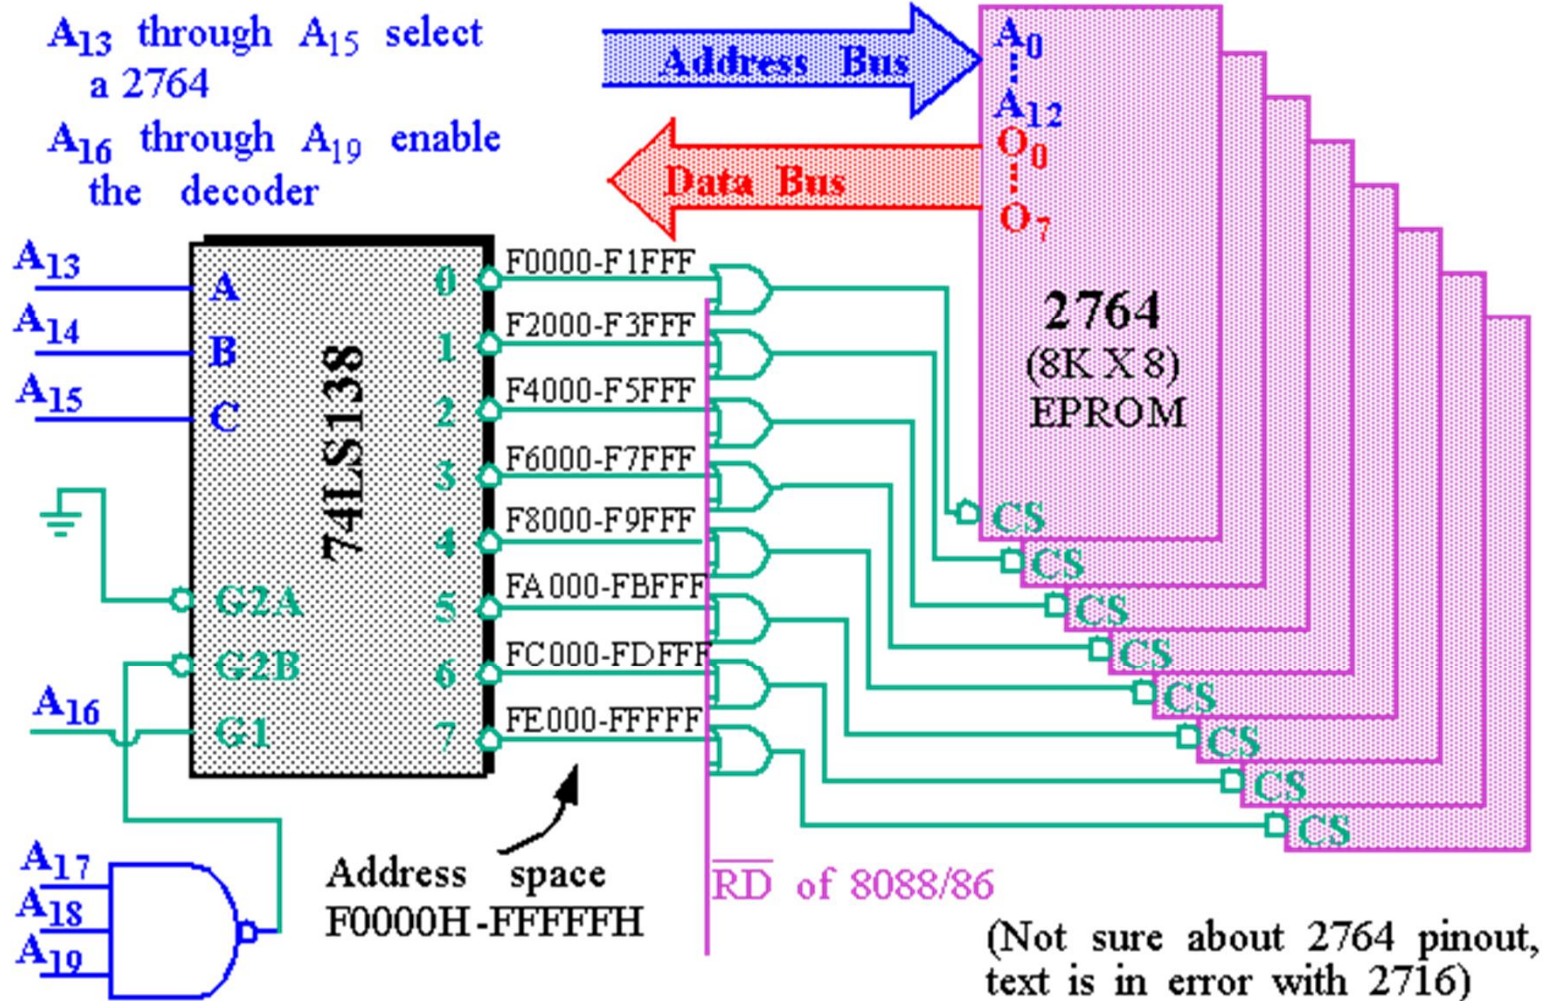 A13 through A15 select
a 2764
A16 through A19 enable
the decoder
Address Bus
Data Bus
A0
A12
O0
O7
2764
(8K X 8)
EPROM
A13
A14
A15
A
B
C
74LS138
G2A
G2B
G1
A16
0
1
2
3
4
5
6
7
F0000-F1FFF
F2000-F3FFF
F4000-F5FFF
F6000-F7FFF
F8000-F9FFF
FA000-FBFFF
FC000-FDFFF
FE000-FFFFF
CS
CS
CS
CS
CS
CS
CS
CS
A17
A18
A19
Address space
F0000H-FFFFFH
RD of 8088/86
(Not sure about 2764 pinout,
text is in error with 2716)